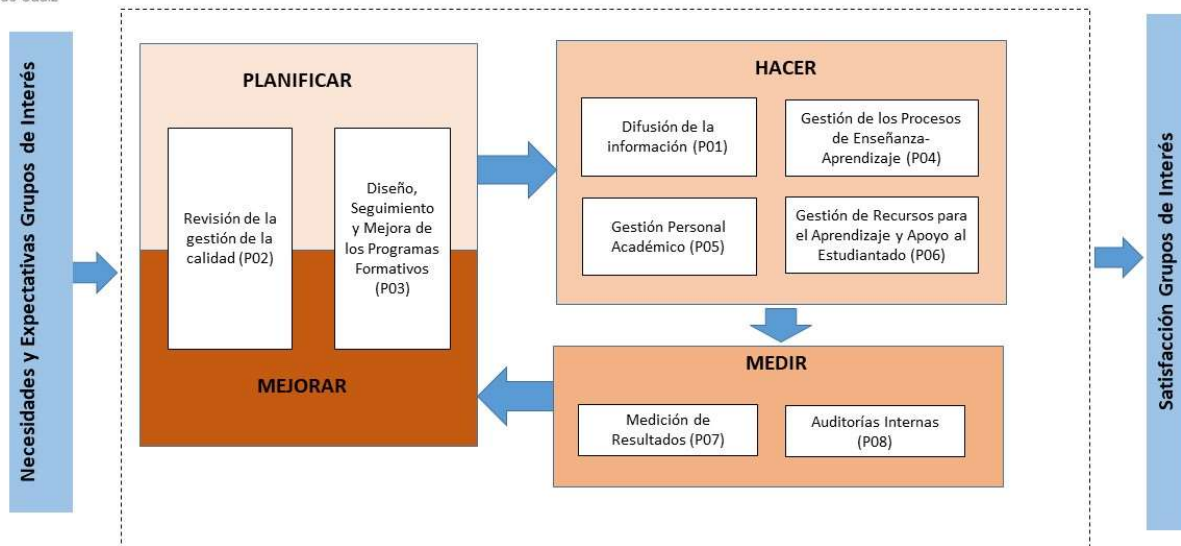 Necesidades y Expectativas Grupos de Interés
PLANIFICAR
Revisión de la
gestión de la
calidad (P02)
Diseño,
Seguimiento
y Mejora de
los Programas
Formativos
(P03)
MEJORAR
HACER
Difusión de la
información (P01)
Gestión de los Procesos
de Enseñanza-
Aprendizaje (P04)
Gestión Personal
Académico (P05)
Gestión de Recursos para
el Aprendizaje y Apoyo al
Estudiantado (P06)
MEDIR
Medición de
Resultados (P07)
Auditorías Internas
(P08)
Satisfacción Grupos de Interés